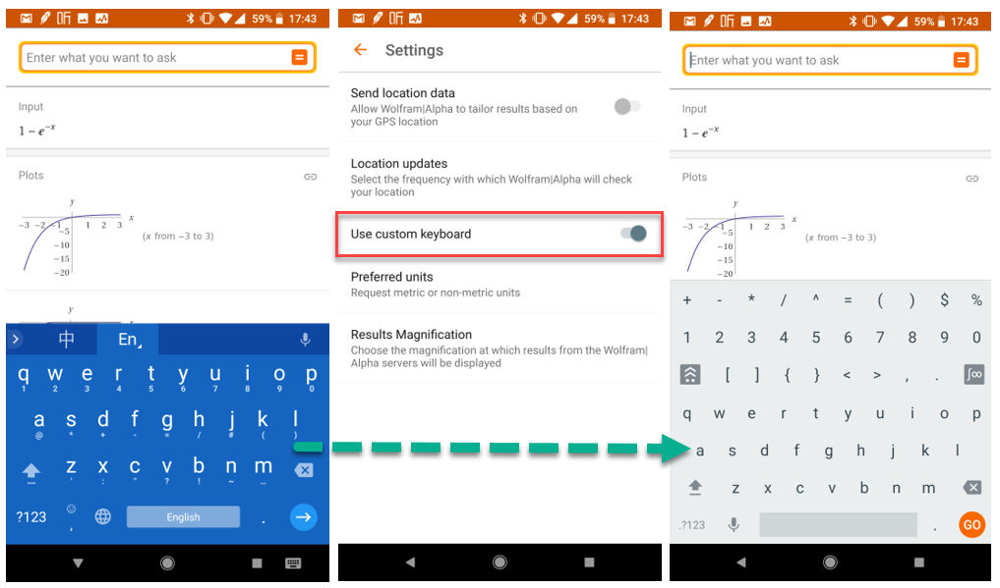 59% 17:43
Enter what you want to ask
Input
1 − e^−x
Plots
y
x
−3 −2 −1 1 2 3
−5
−10
−15
−20
(x from −3 to 3)
y
x
中 En
q w e r t y u i o p
1 2 3 4 5 6 7 8 9 0
a s d f g h j k l
@ * + - = / # ( )
z x c v b n m
' : " ? ! ~ ...
?123 , English .
59% 17:43
Settings
Send location data
Allow Wolfram|Alpha to tailor results based on
your GPS location
Location updates
Select the frequency with which Wolfram|Alpha will check
your location
Use custom keyboard
Preferred units
Request metric or non-metric units
Results Magnification
Choose the magnification at which results from the Wolfram|
Alpha servers will be displayed
59% 17:43
Enter what you want to ask
Input
1 − e^−x
Plots
y
x
−3 −2 −1 1 2 3
−5
−10
−15
−20
(x from −3 to 3)
+ - * / ^ = ( ) $ %
1 2 3 4 5 6 7 8 9 0
[ ] { } < > , . ∫∞
q w e r t y u i o p
a s d f g h j k l
z x c v b n m
.?123 . GO